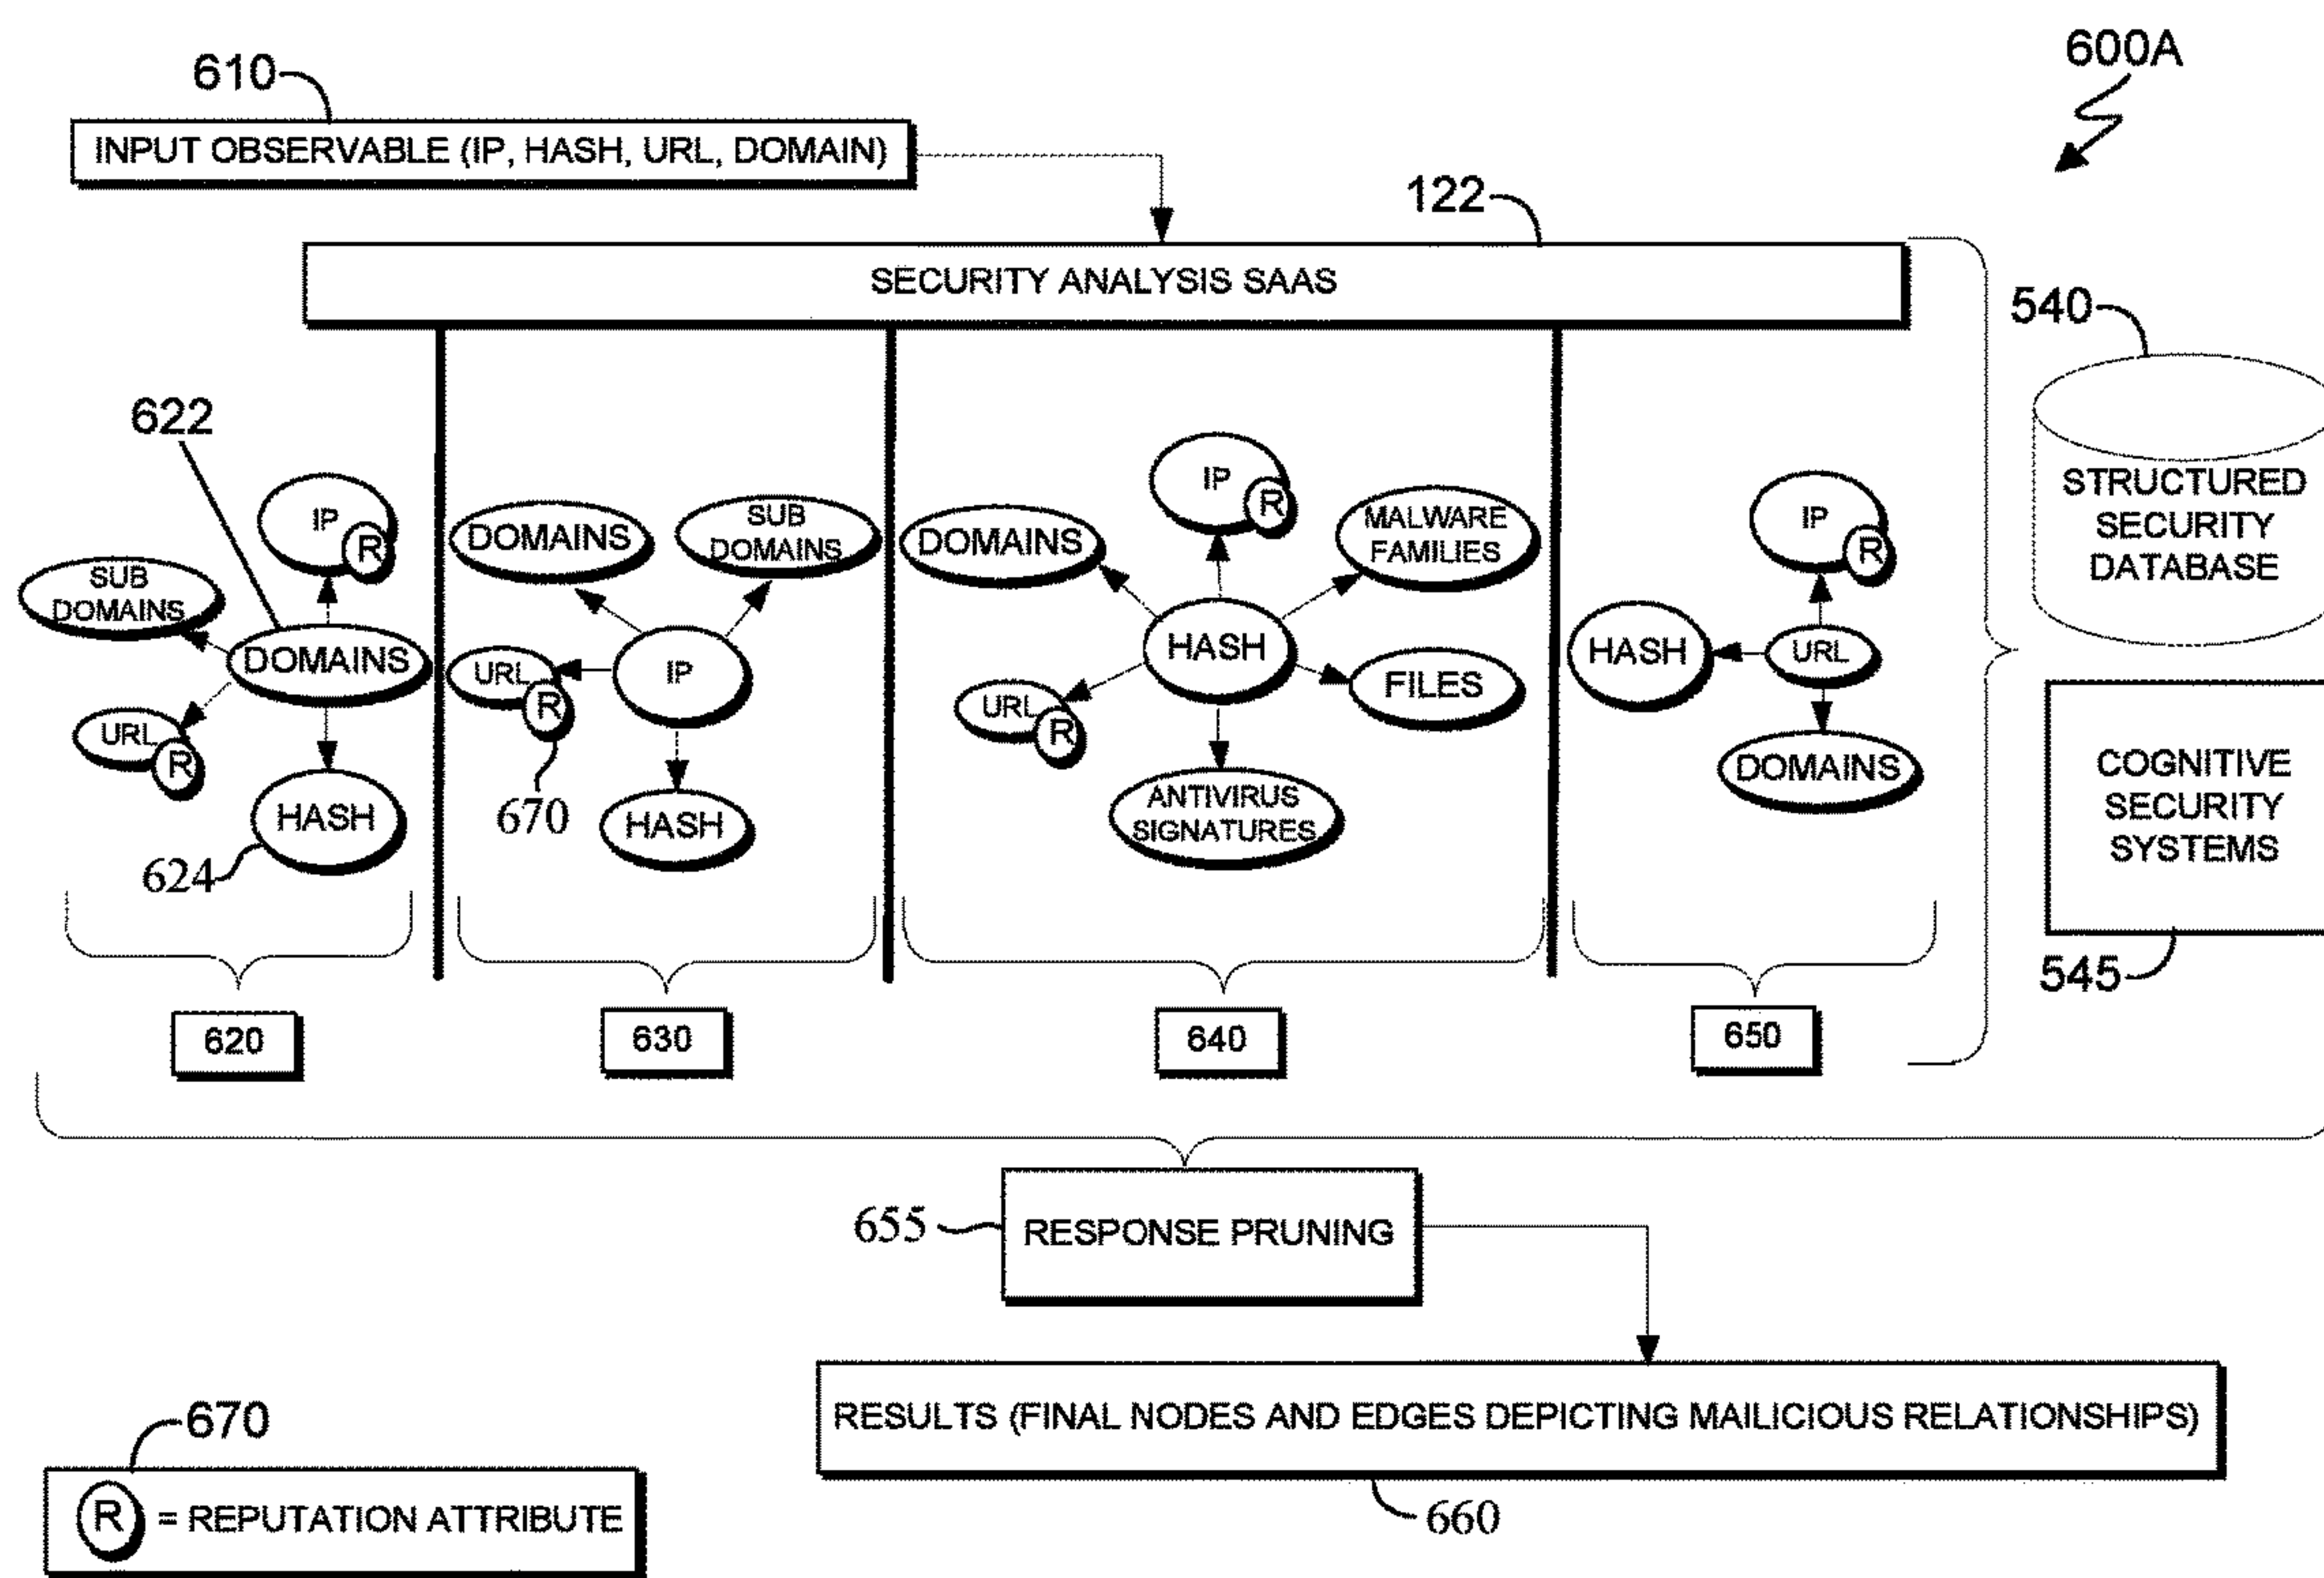 610
600A
INPUT OBSERVABLE (IP, HASH, URL, DOMAIN)
122
SECURITY ANALYSIS SAAS
540
STRUCTURED
SECURITY
DATABASE
622
IP
R
SUB
DOMAINS
DOMAINS
URL
R
HASH
624
DOMAINS
SUB
DOMAINS
URL
R
IP
670
HASH
IP
R
DOMAINS
MALWARE
FAMILIES
HASH
URL
R
FILES
ANTIVIRUS
SIGNATURES
IP
R
HASH
URL
DOMAINS
COGNITIVE
SECURITY
SYSTEMS
545
620
630
640
650
655
RESPONSE PRUNING
RESULTS (FINAL NODES AND EDGES DEPICTING MAILICIOUS RELATIONSHIPS)
660
670
R = REPUTATION ATTRIBUTE